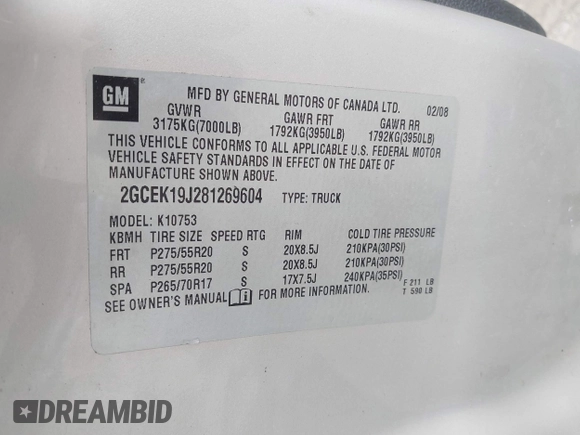 GM ®
MFD BY GENERAL MOTORS OF CANADA LTD. 02/08
GVWR GAWR FRT GAWR RR
3175KG(7000LB) 1792KG(3950LB) 1792KG(3950LB)
THIS VEHICLE CONFORMS TO ALL APPLICABLE U.S. FEDERAL MOTOR
VEHICLE SAFETY STANDARDS IN EFFECT ON THE DATE OF
MANUFACTURE SHOWN ABOVE.
2GCEK19J281269604 TYPE: TRUCK
MODEL: K10753
KBMH TIRE SIZE SPEED RTG RIM COLD TIRE PRESSURE
FRT P275/55R20 S 20X8.5J 210KPA(30PSI)
RR P275/55R20 S 20X8.5J 210KPA(30PSI)
SPA P265/70R17 S 17X7.5J 240KPA(35PSI) F 211 LB
SEE OWNER'S MANUAL i FOR MORE INFORMATION. T 590 LB
DREAMBID